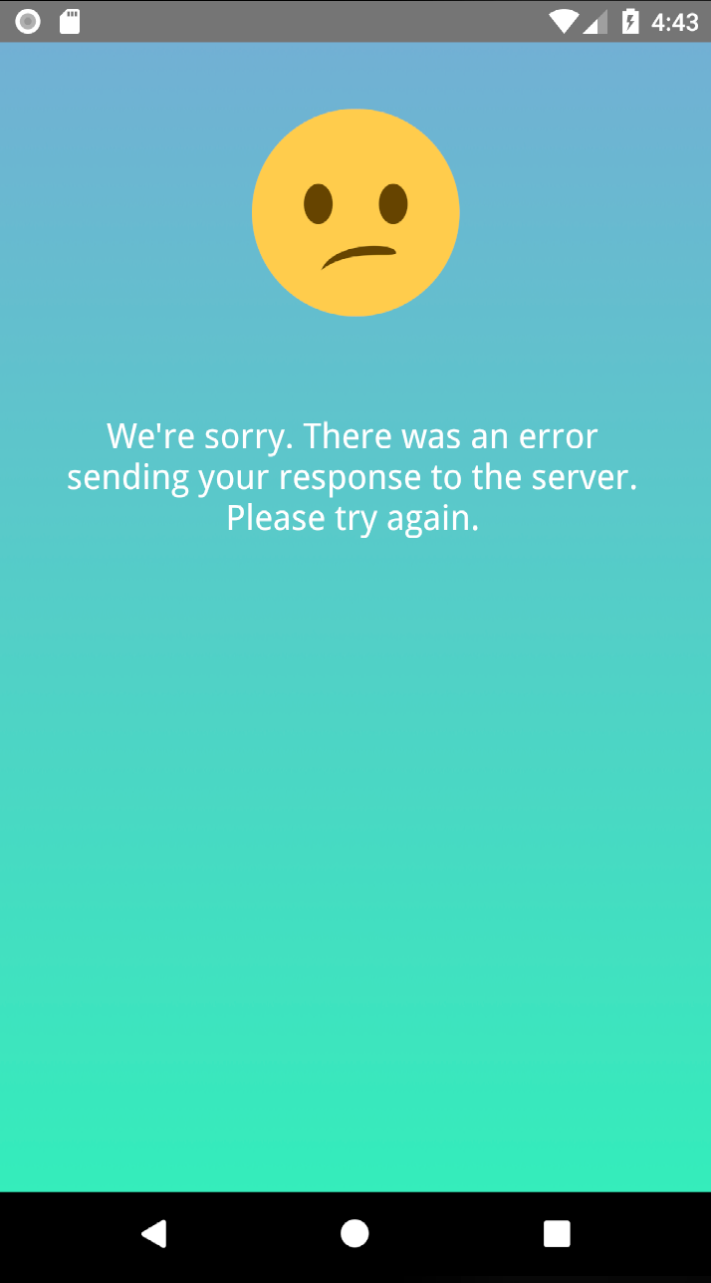 4:43
We're sorry. There was an error
sending your response to the server.
Please try again.